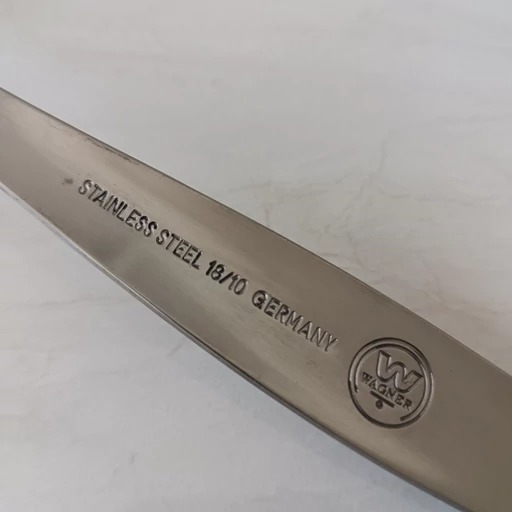 STAINLESS STEEL 18/10 GERMANY
W
WAGNER